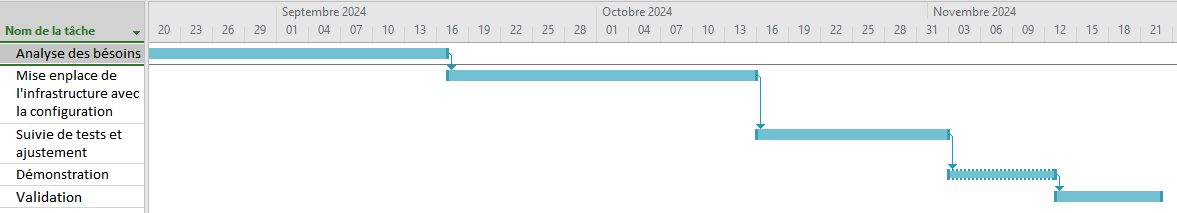 Septembre 2024 Octobre 2024 Novembre 2024
Nom de la tâche 20 23 26 29 01 04 07 10 13 16 19 22 25 28 01 04 07 10 13 16 19 22 25 28 31 03 06 09 12 15 18 21
Analyse des bésoins
Mise enplace de
l'infrastructure avec
la configuration
Suivie de tests et
ajustement
Démonstration
Validation